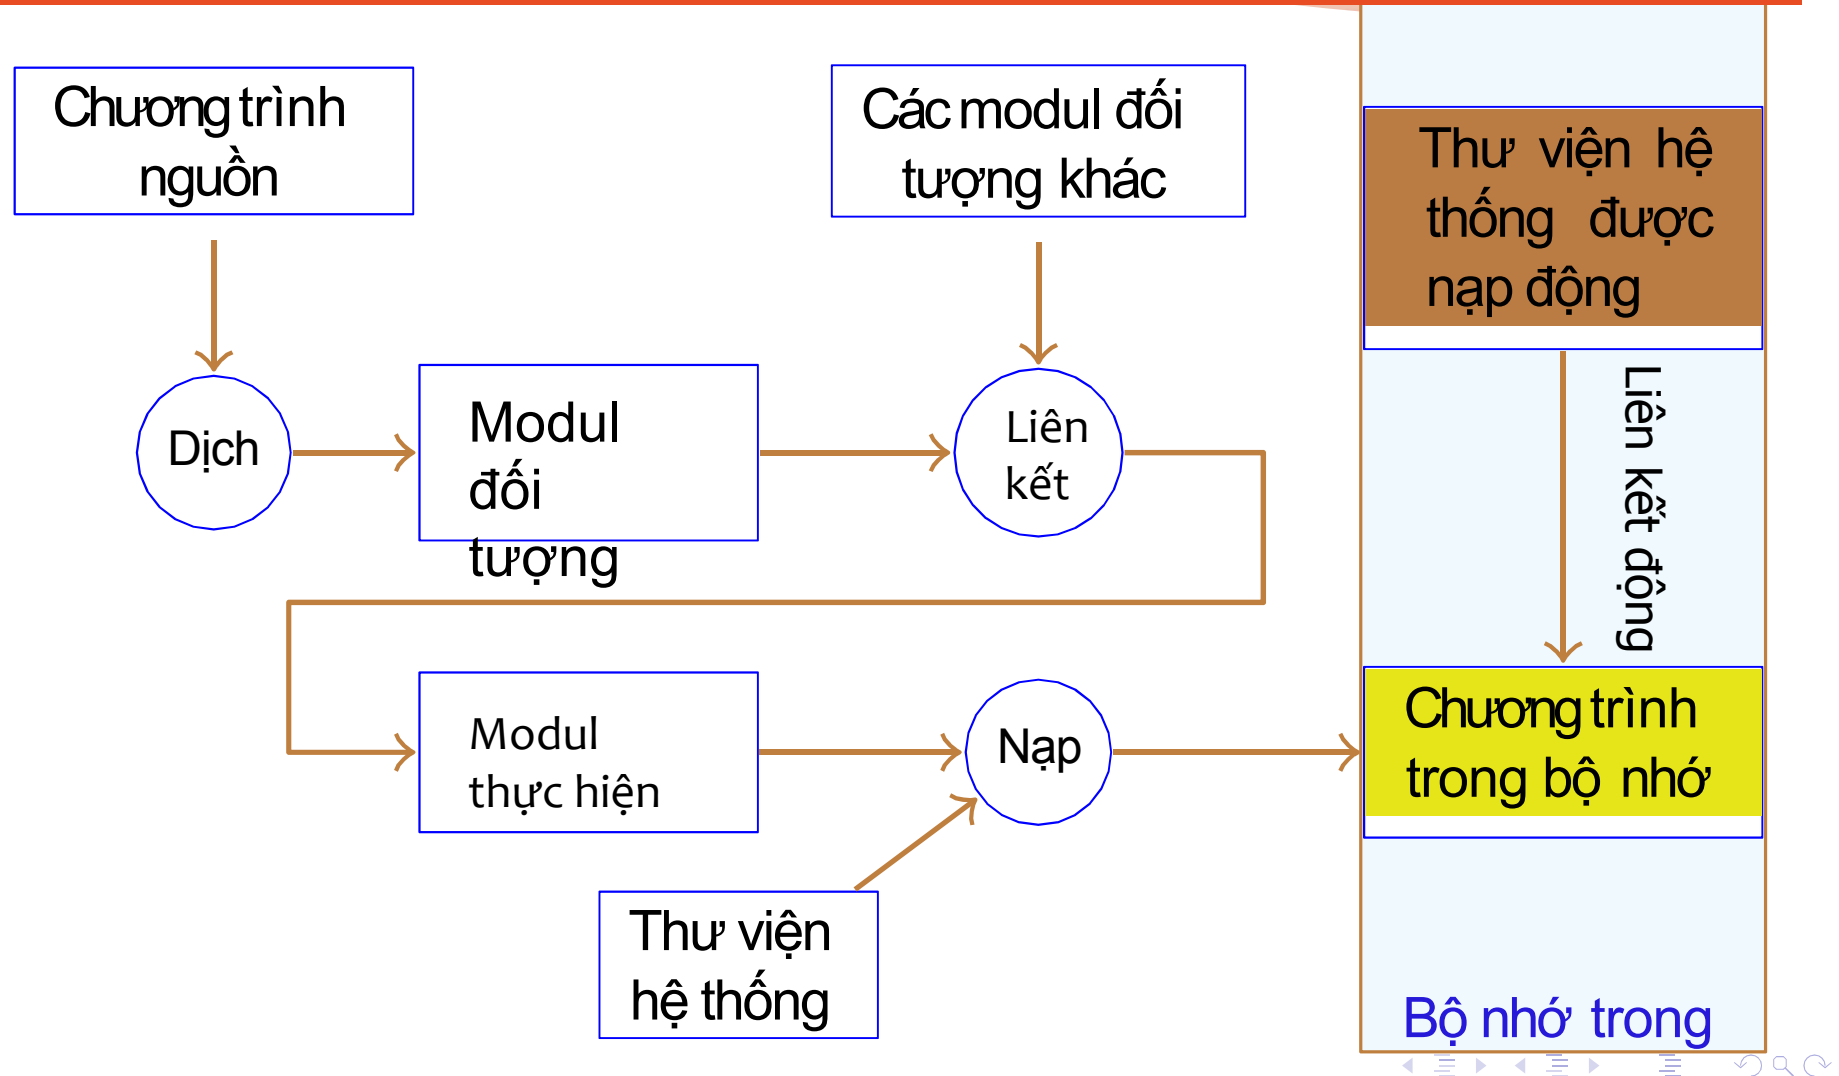 Chương trình
nguồn
Các modul đối
tượng khác
Thư viện hệ
thống được
nạp động
Dịch
Modul
đối
tượng
Liên
kết
Liên kết động
Modul
thực hiện
Nạp
Chương trình
trong bộ nhớ
Thư viện
hệ thống
Bộ nhớ trong